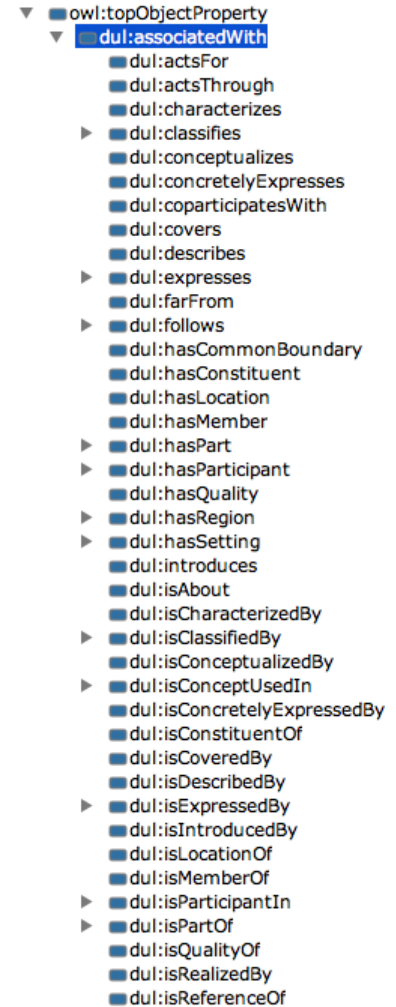 owl:topObjectProperty
dul:associatedWith
dul:actsFor
dul:actsThrough
dul:characterizes
dul:classifies
dul:conceptualizes
dul:concretelyExpresses
dul:coparticipatesWith
dul:covers
dul:describes
dul:expresses
dul:farFrom
dul:follows
dul:hasCommonBoundary
dul:hasConstituent
dul:hasLocation
dul:hasMember
dul:hasPart
dul:hasParticipant
dul:hasQuality
dul:hasRegion
dul:hasSetting
dul:introduces
dul:isAbout
dul:isCharacterizedBy
dul:isClassifiedBy
dul:isConceptualizedBy
dul:isConceptUsedIn
dul:isConcretelyExpressedBy
dul:isConstituentOf
dul:isCoveredBy
dul:isDescribedBy
dul:isExpressedBy
dul:isIntroducedBy
dul:isLocationOf
dul:isMemberOf
dul:isParticipantIn
dul:isPartOf
dul:isQualityOf
dul:isRealizedBy
dul:isReferenceOf